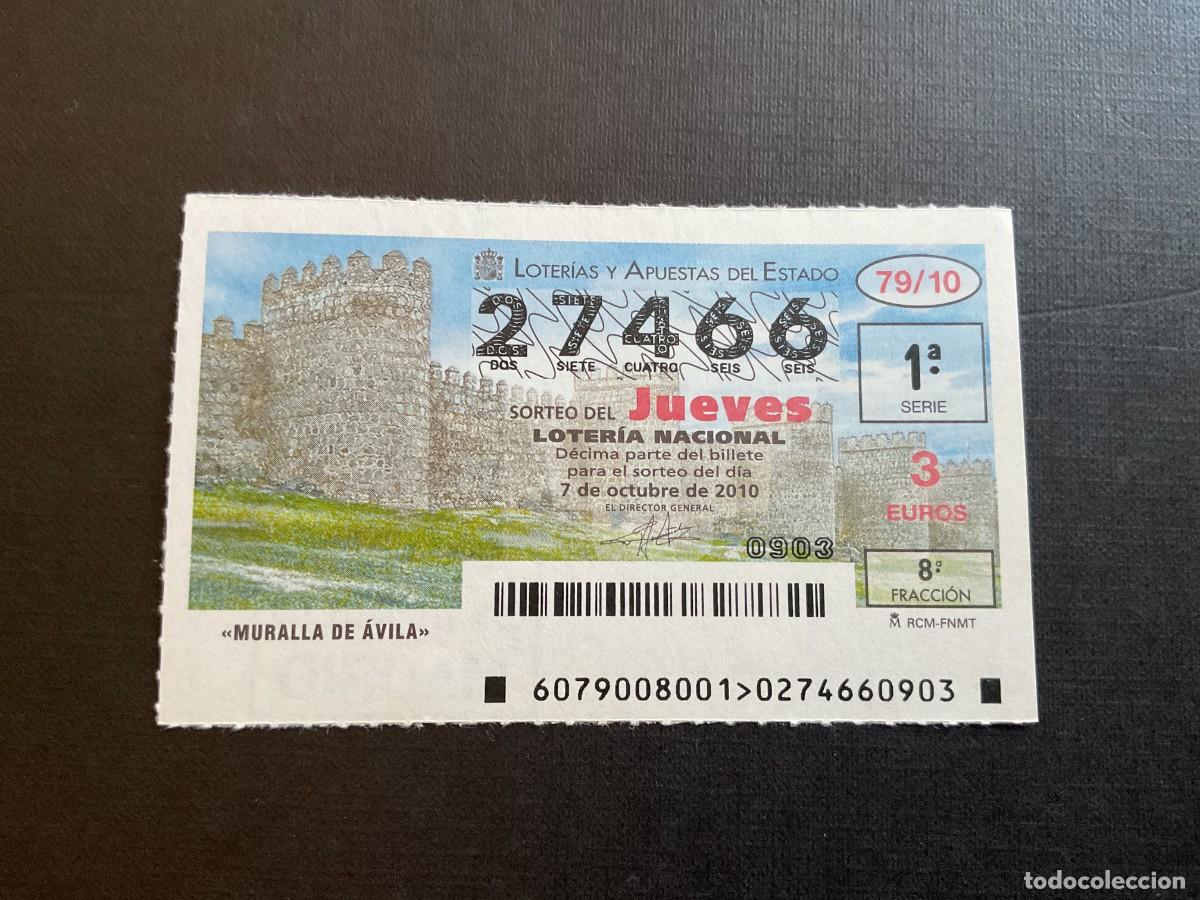 LOTERÍAS Y APUESTAS DEL ESTADO
79/10
27466
DOS SIETE CUATRO SEIS SEIS
1ª
SERIE
SORTEO DEL Jueves
LOTERÍA NACIONAL
Décima parte del billete
para el sorteo del día
7 de octubre de 2010
EL DIRECTOR GENERAL
3
EUROS
0903
8ª
FRACCIÓN
RCM-FNMT
«MURALLA DE ÁVILA»
6079008001>0274660903
todocoleccion